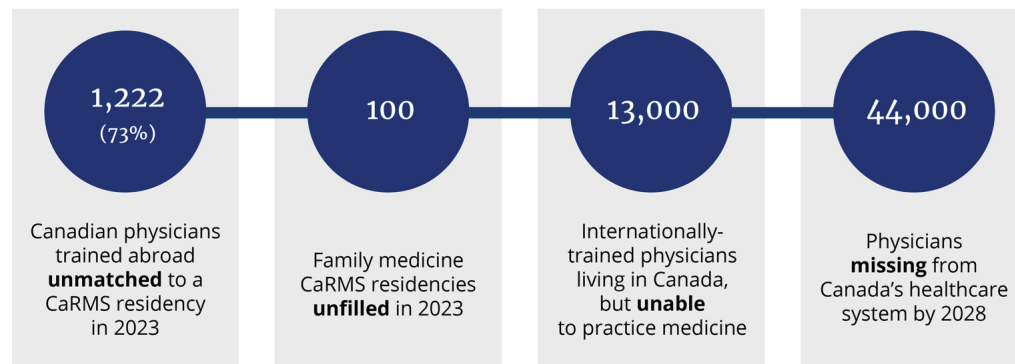 1,222
(73%)
Canadian physicians
trained abroad
unmatched to a
CaRMS residency
in 2023
100
Family medicine
CaRMS residencies
unfilled in 2023
13,000
Internationally-
trained physicians
living in Canada,
but unable
to practice medicine
44,000
Physicians
missing from
Canada’s healthcare
system by 2028